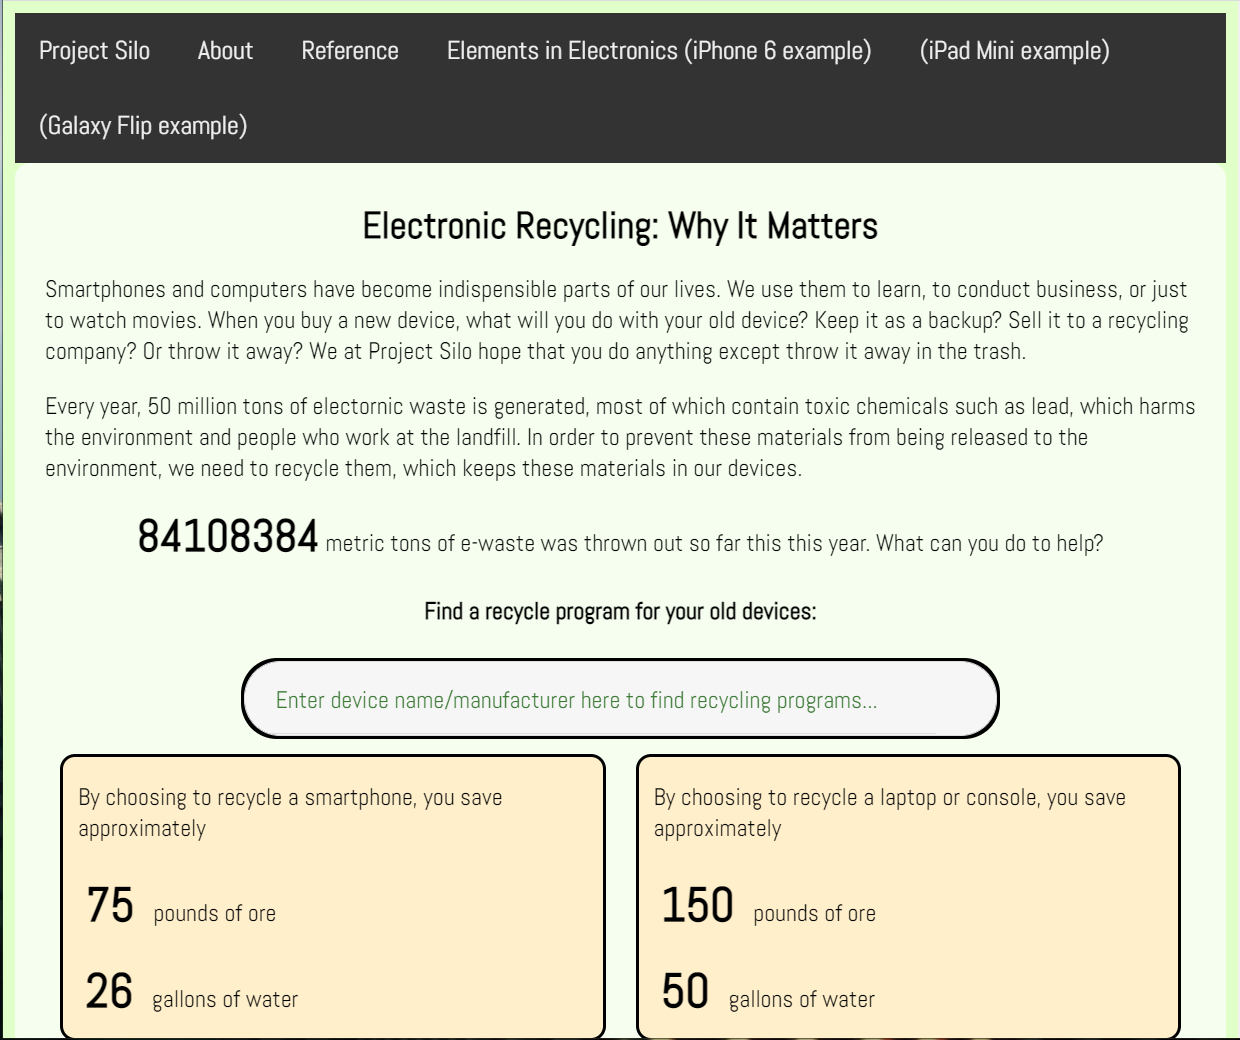 Project Silo About Reference Elements in Electronics (iPhone 6 example) (iPad Mini example)
(Galaxy Flip example)
Electronic Recycling: Why It Matters
Smartphones and computers have become indispensible parts of our lives. We use them to learn, to conduct business, or just
to watch movies. When you buy a new device, what will you do with your old device? Keep it as a backup? Sell it to a recycling
company? Or throw it away? We at Project Silo hope that you do anything except throw it away in the trash.
Every year, 50 million tons of electornic waste is generated, most of which contain toxic chemicals such as lead, which harms
the environment and people who work at the landfill. In order to prevent these materials from being released to the
environment, we need to recycle them, which keeps these materials in our devices.
84108384 metric tons of e-waste was thrown out so far this this year. What can you do to help?
Find a recycle program for your old devices:
Enter device name/manufacturer here to find recycling programs...
By choosing to recycle a smartphone, you save
approximately
75 pounds of ore
26 gallons of water
By choosing to recycle a laptop or console, you save
approximately
150 pounds of ore
50 gallons of water